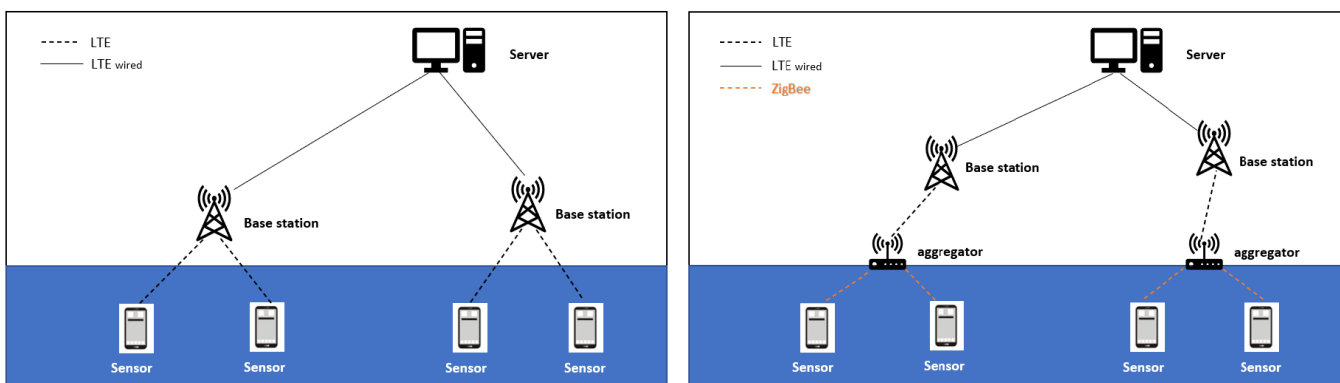 LTE
LTE wired
Server
Base station
Base station
Sensor
Sensor
Sensor
Sensor
LTE
LTE wired
ZigBee
Server
Base station
Base station
aggregator
aggregator
Sensor
Sensor
Sensor
Sensor